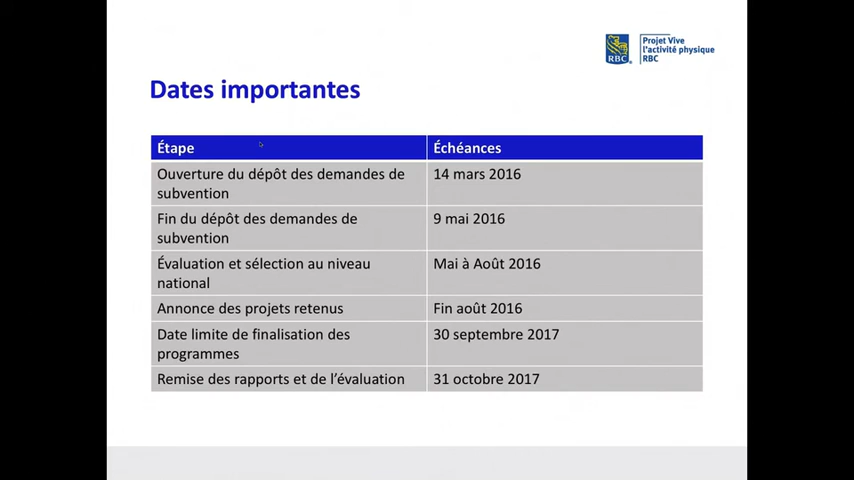 Projet Vive
l'activité physique
RBC
RBC
Dates importantes
Étape
Échéances
Ouverture du dépôt des demandes de
subvention
14 mars 2016
Fin du dépôt des demandes de
subvention
9 mai 2016
Évaluation et sélection au niveau
national
Mai à Août 2016
Annonce des projets retenus
Fin août 2016
Date limite de finalisation des
programmes
30 septembre 2017
Remise des rapports et de l'évaluation
31 octobre 2017